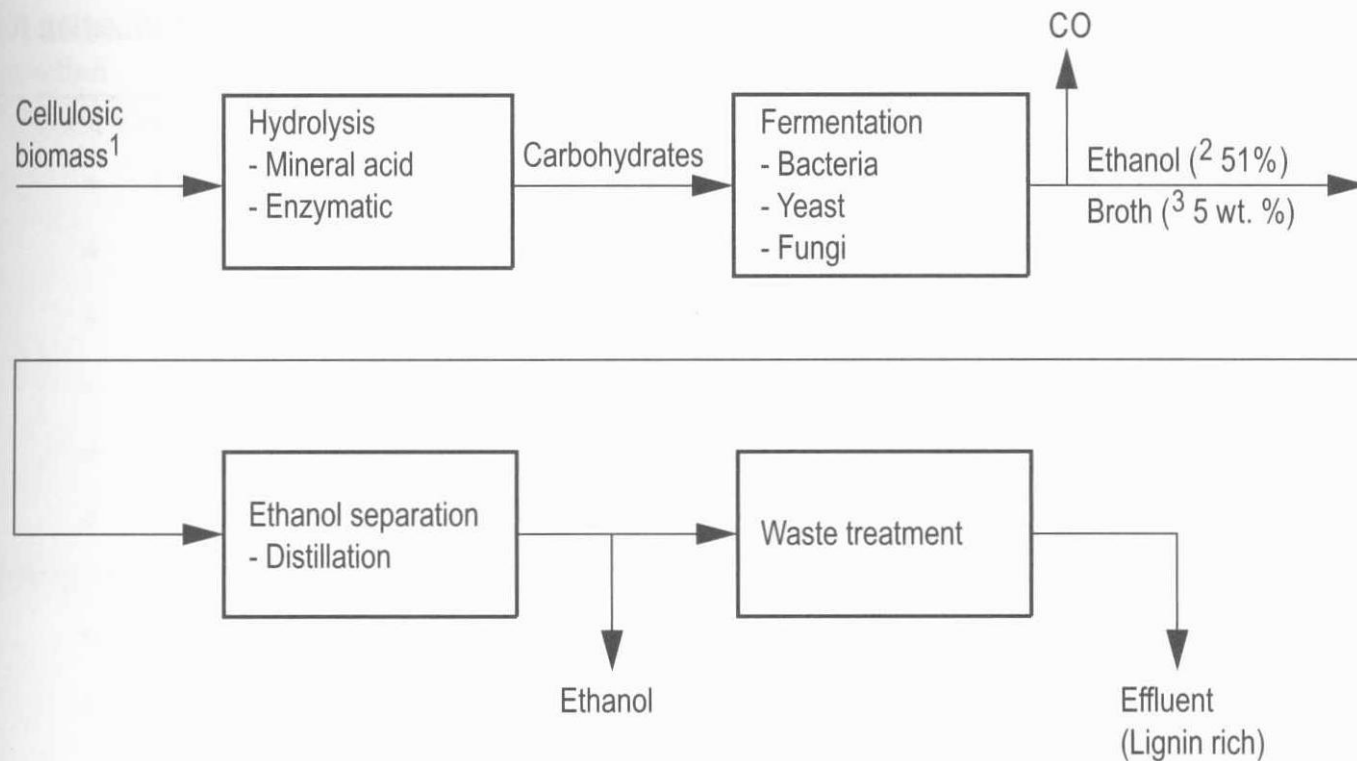 CO
Cellulosic
biomass1
Hydrolysis
- Mineral acid
- Enzymatic
Carbohydrates
Fermentation
- Bacteria
- Yeast
- Fungi
Ethanol (2 51%)
Broth (3 5 wt. %)
Ethanol separation
- Distillation
Waste treatment
Ethanol
Effluent
(Lignin rich)